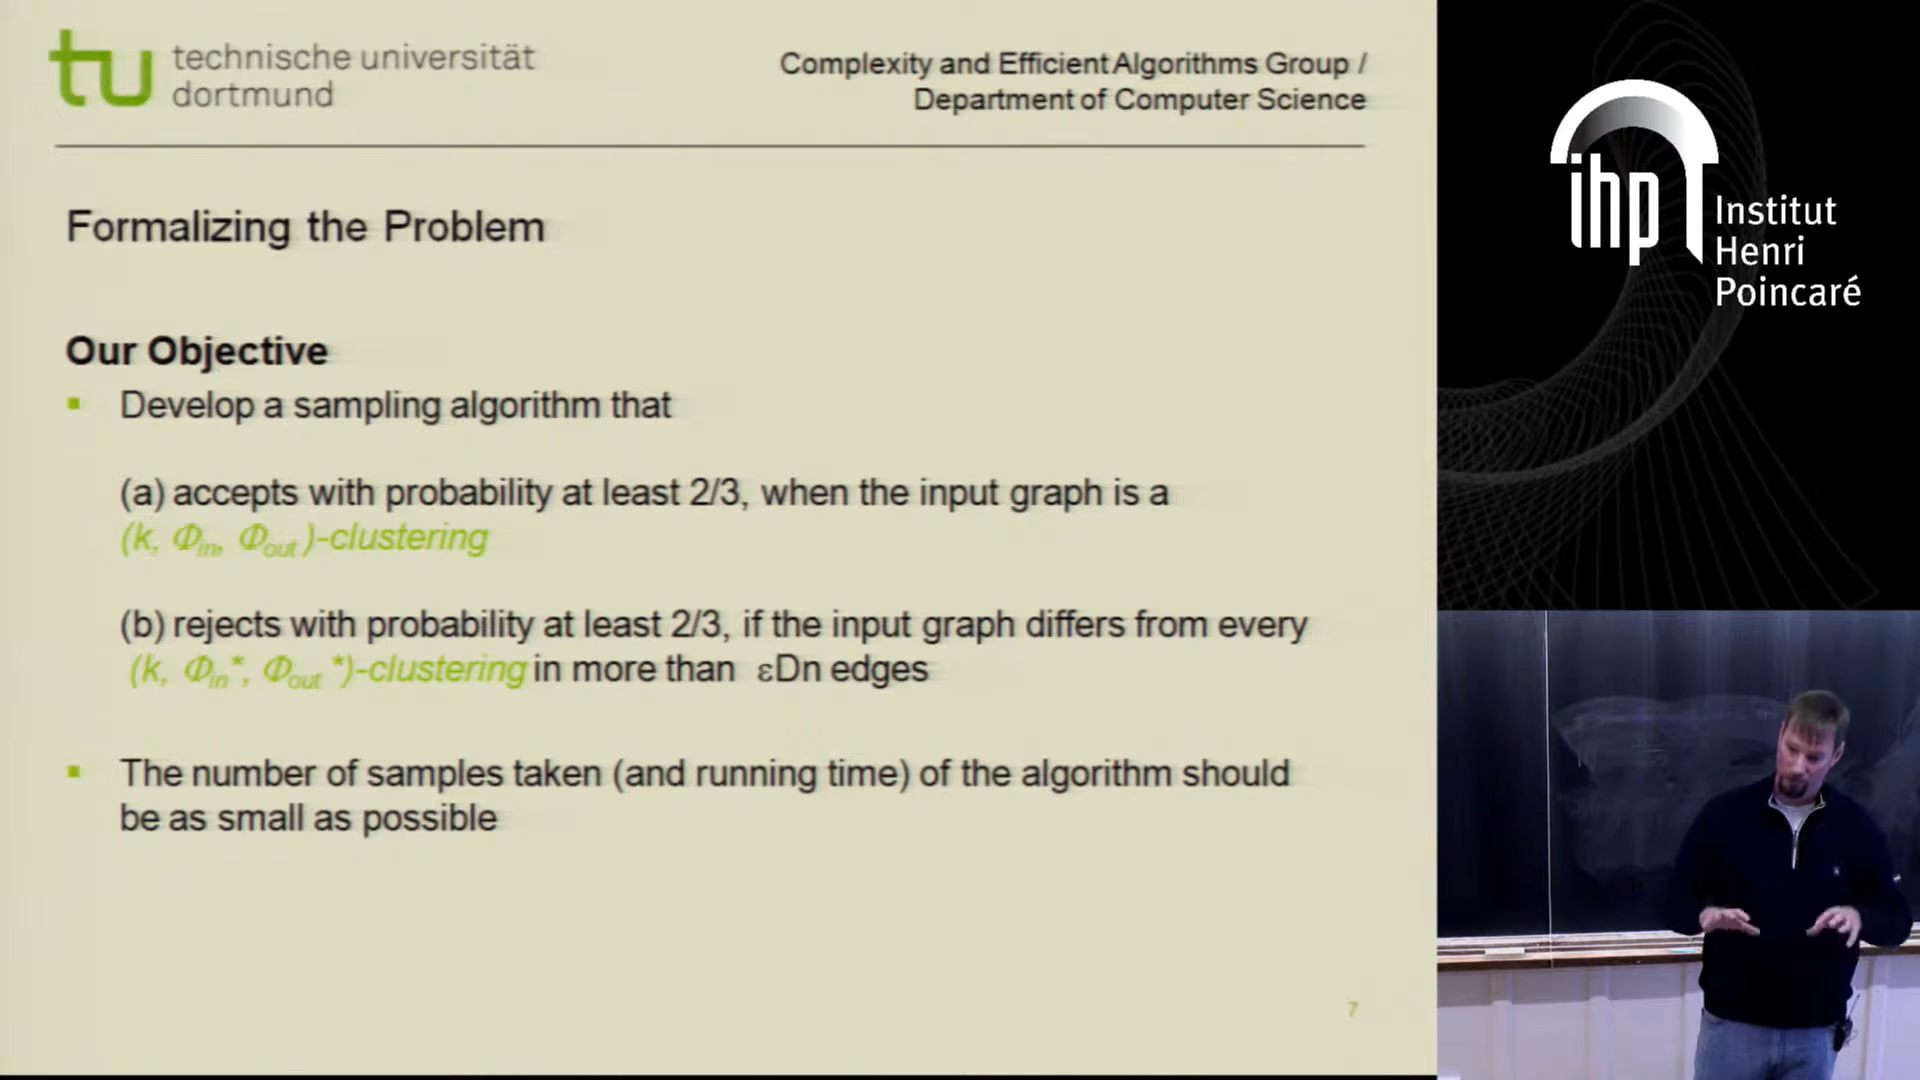 tu technische universität
dortmund
Complexity and Efficient Algorithms Group /
Department of Computer Science
Formalizing the Problem
Our Objective
▪ Develop a sampling algorithm that
(a) accepts with probability at least 2/3, when the input graph is a
(k, Φin, Φout)-clustering
(b) rejects with probability at least 2/3, if the input graph differs from every
(k, Φin*, Φout*)-clustering in more than εDn edges
▪ The number of samples taken (and running time) of the algorithm should
be as small as possible
7
ihp Institut
Henri
Poincaré